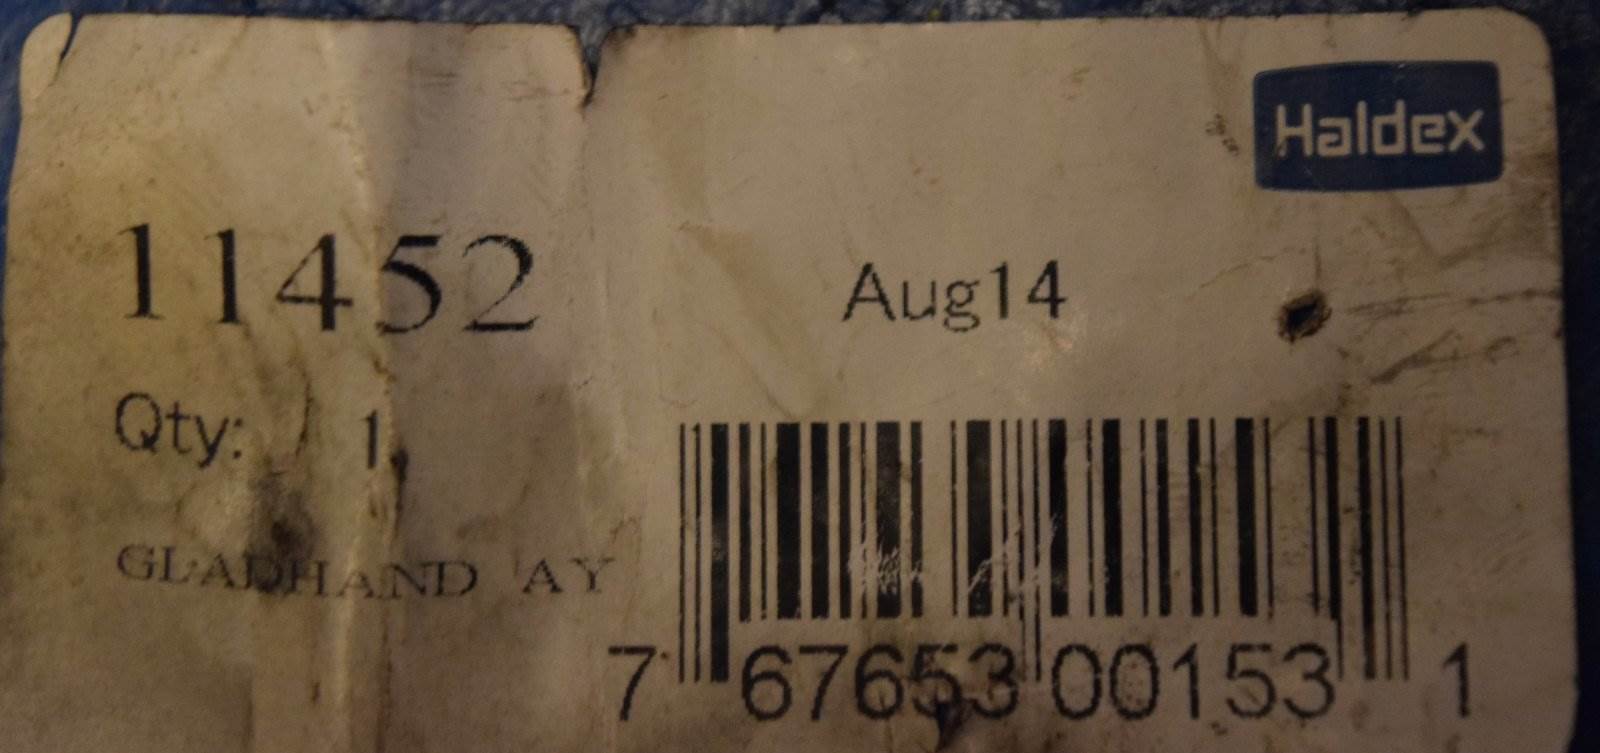 Haldex
11452 Aug14
Qty: 1
GLADHAND AY
7 67653 00153 1